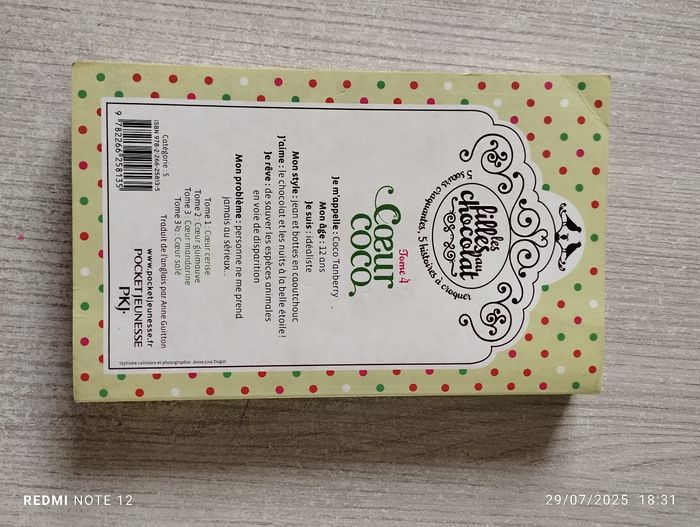 les
filles au
chocolat
5 sœurs craquantes, 5 histoires à croquer
Tome 4
Cœur
coco
Je m'appelle : Coco Tanberry
Mon âge : 12 ans
Je suis : idéaliste
Mon style : jean et bottes en caoutchouc
J'aime : le chocolat et les nuits à la belle étoile !
Je rêve : de sauver les espèces animales
en voie de disparition
Mon problème : personne ne me prend
jamais au sérieux...
Tome 1 : Cœur cerise
Tome 2 : Cœur guimauve
Tome 3 : Cœur mandarine
Tome 3 ½ : Cœur salé
Traduit de l'anglais par Anne Guitton
Catégorie : S
ISBN 978-2-266-25813-5
9 782266 258135
www.pocketjeunesse.fr
POCKET JEUNESSE
PKJ·
Stylisme culinaire et photographie : Anne-Lise Dugat
REDMI NOTE 12
29/07/2025 18:31